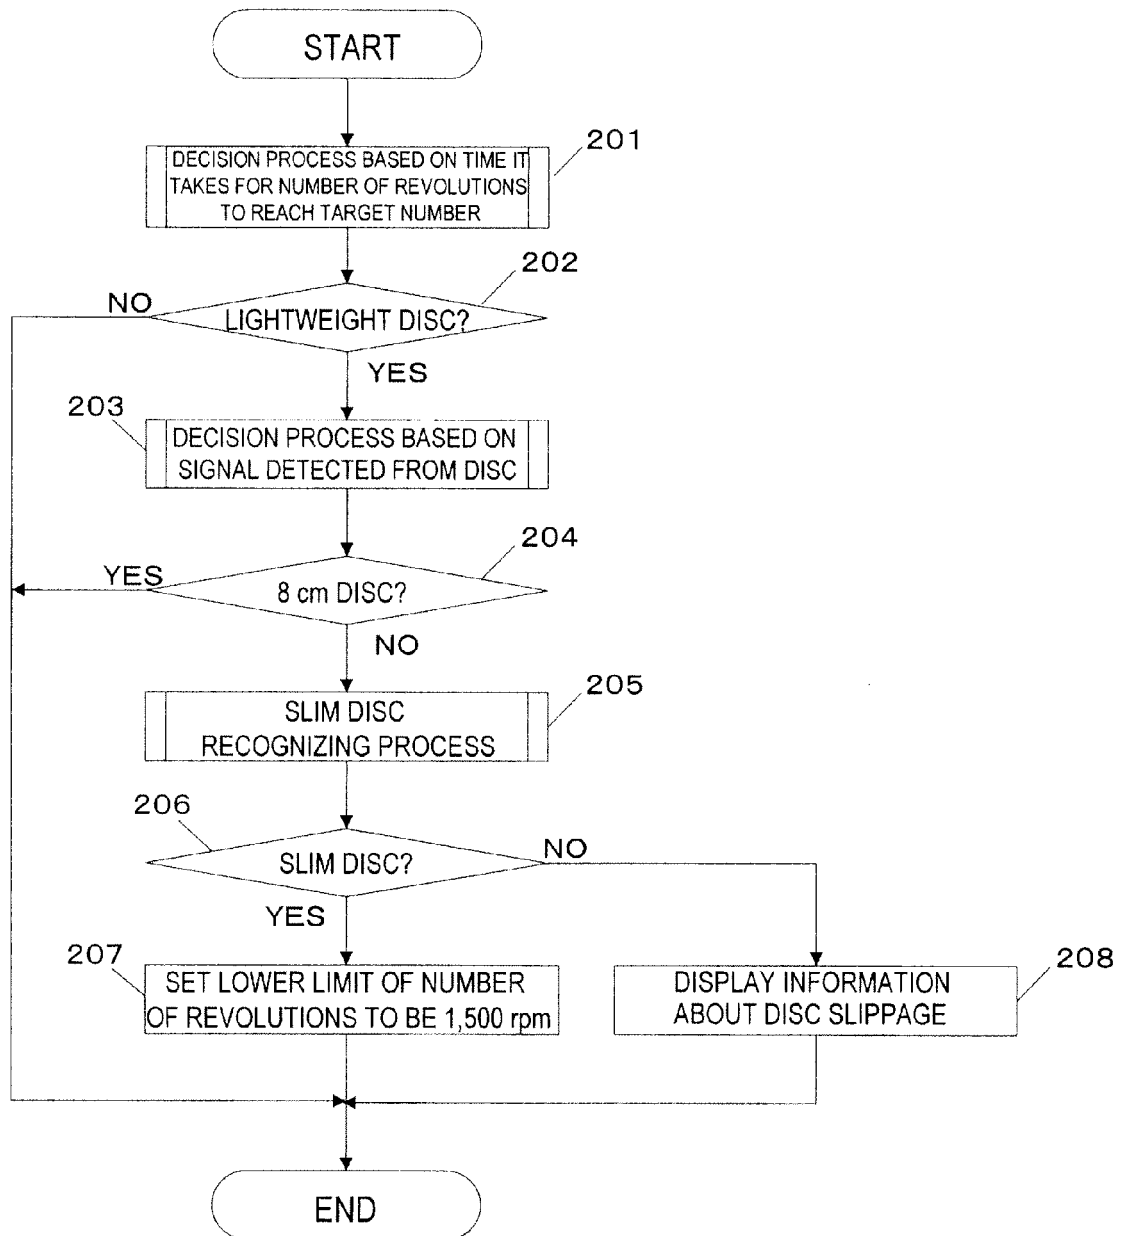 START
201
DECISION PROCESS BASED ON TIME IT
TAKES FOR NUMBER OF REVOLUTIONS
TO REACH TARGET NUMBER
202
NO
LIGHTWEIGHT DISC?
YES
203
DECISION PROCESS BASED ON
SIGNAL DETECTED FROM DISC
204
YES
8 cm DISC?
NO
205
SLIM DISC
RECOGNIZING PROCESS
206
SLIM DISC?
NO
YES
207
SET LOWER LIMIT OF NUMBER
OF REVOLUTIONS TO BE 1,500 rpm
208
DISPLAY INFORMATION
ABOUT DISC SLIPPAGE
END